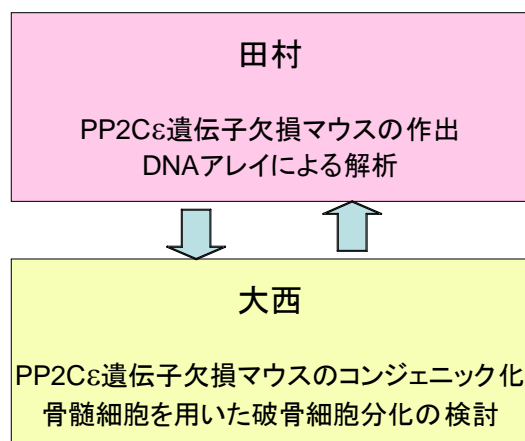 田村
PP2Cε遺伝子欠損マウスの作出
DNAアレイによる解析
大西
PP2Cε遺伝子欠損マウスのコンジェニック化
骨髄細胞を用いた破骨細胞分化の検討